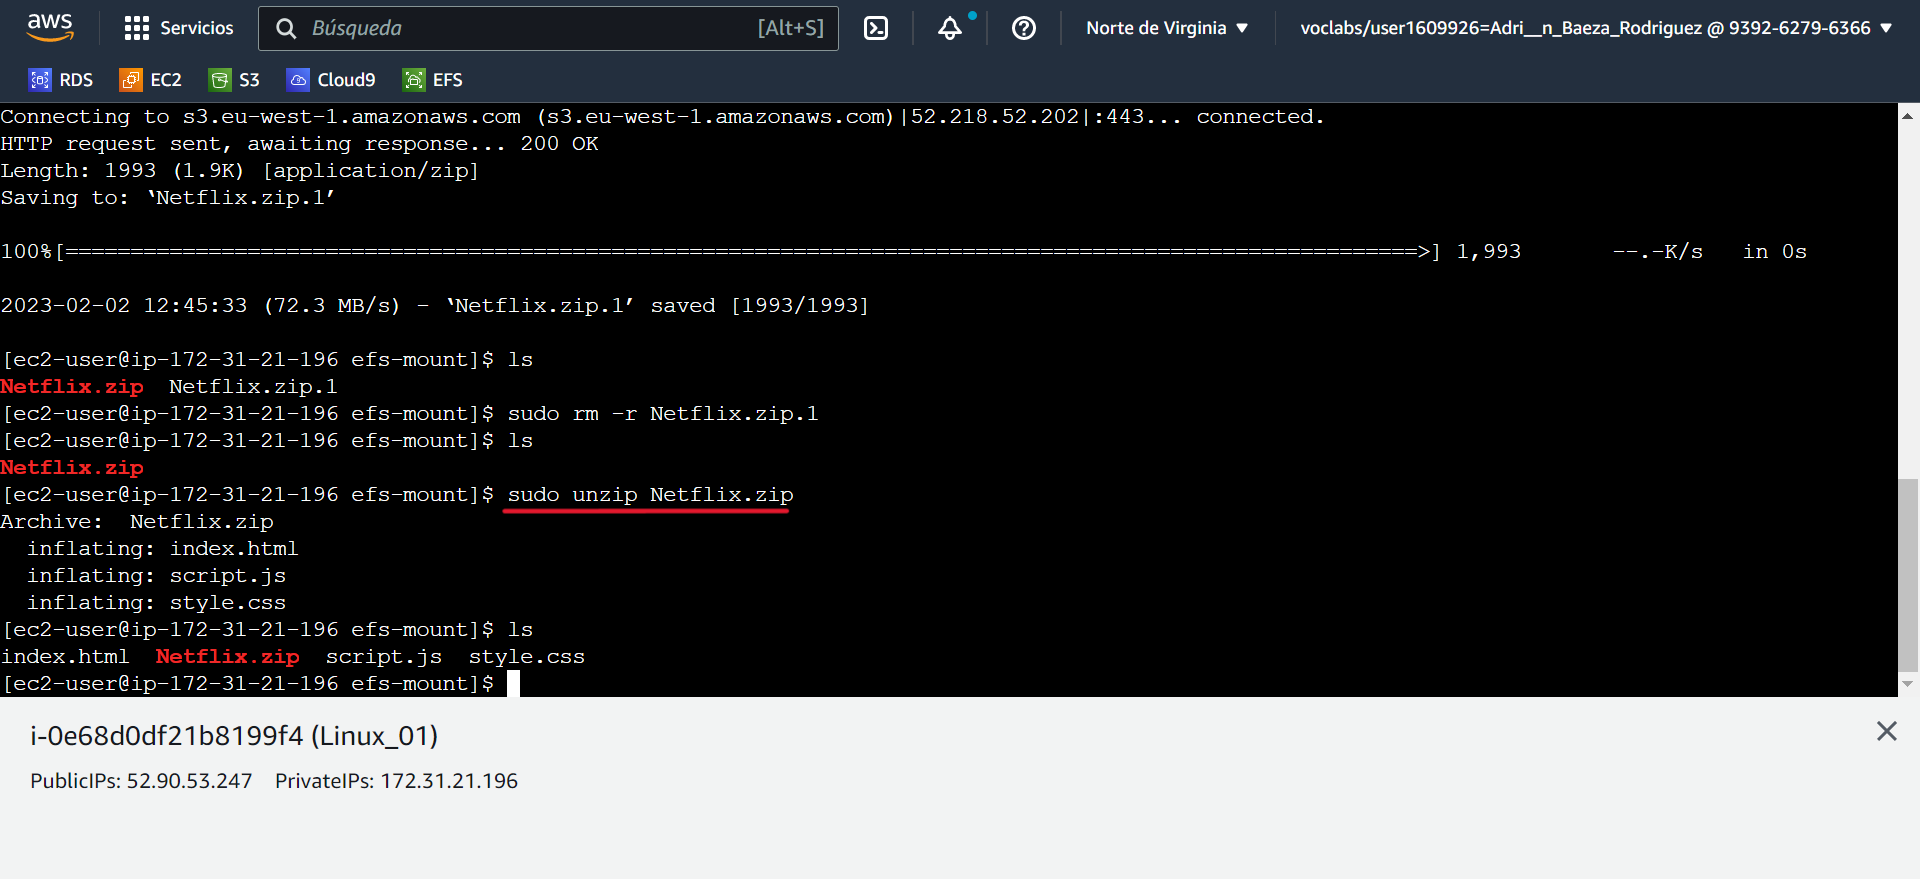 aws Servicios Búsqueda [Alt+S] Norte de Virginia voclabs/user1609926=Adri__n_Baeza_Rodriguez @ 9392-6279-6366
RDS EC2 S3 Cloud9 EFS
Connecting to s3.eu-west-1.amazonaws.com (s3.eu-west-1.amazonaws.com)|52.218.52.202|:443... connected.
HTTP request sent, awaiting response... 200 OK
Length: 1993 (1.9K) [application/zip]
Saving to: ‘Netflix.zip.1’
100%[========================================================================================================>] 1,993 --.-K/s in 0s
2023-02-02 12:45:33 (72.3 MB/s) - ‘Netflix.zip.1’ saved [1993/1993]
[ec2-user@ip-172-31-21-196 efs-mount]$ ls
Netflix.zip Netflix.zip.1
[ec2-user@ip-172-31-21-196 efs-mount]$ sudo rm -r Netflix.zip.1
[ec2-user@ip-172-31-21-196 efs-mount]$ ls
Netflix.zip
[ec2-user@ip-172-31-21-196 efs-mount]$ sudo unzip Netflix.zip
Archive: Netflix.zip
inflating: index.html
inflating: script.js
inflating: style.css
[ec2-user@ip-172-31-21-196 efs-mount]$ ls
index.html Netflix.zip script.js style.css
[ec2-user@ip-172-31-21-196 efs-mount]$
i-0e68d0df21b8199f4 (Linux_01)
PublicIPs: 52.90.53.247 PrivateIPs: 172.31.21.196